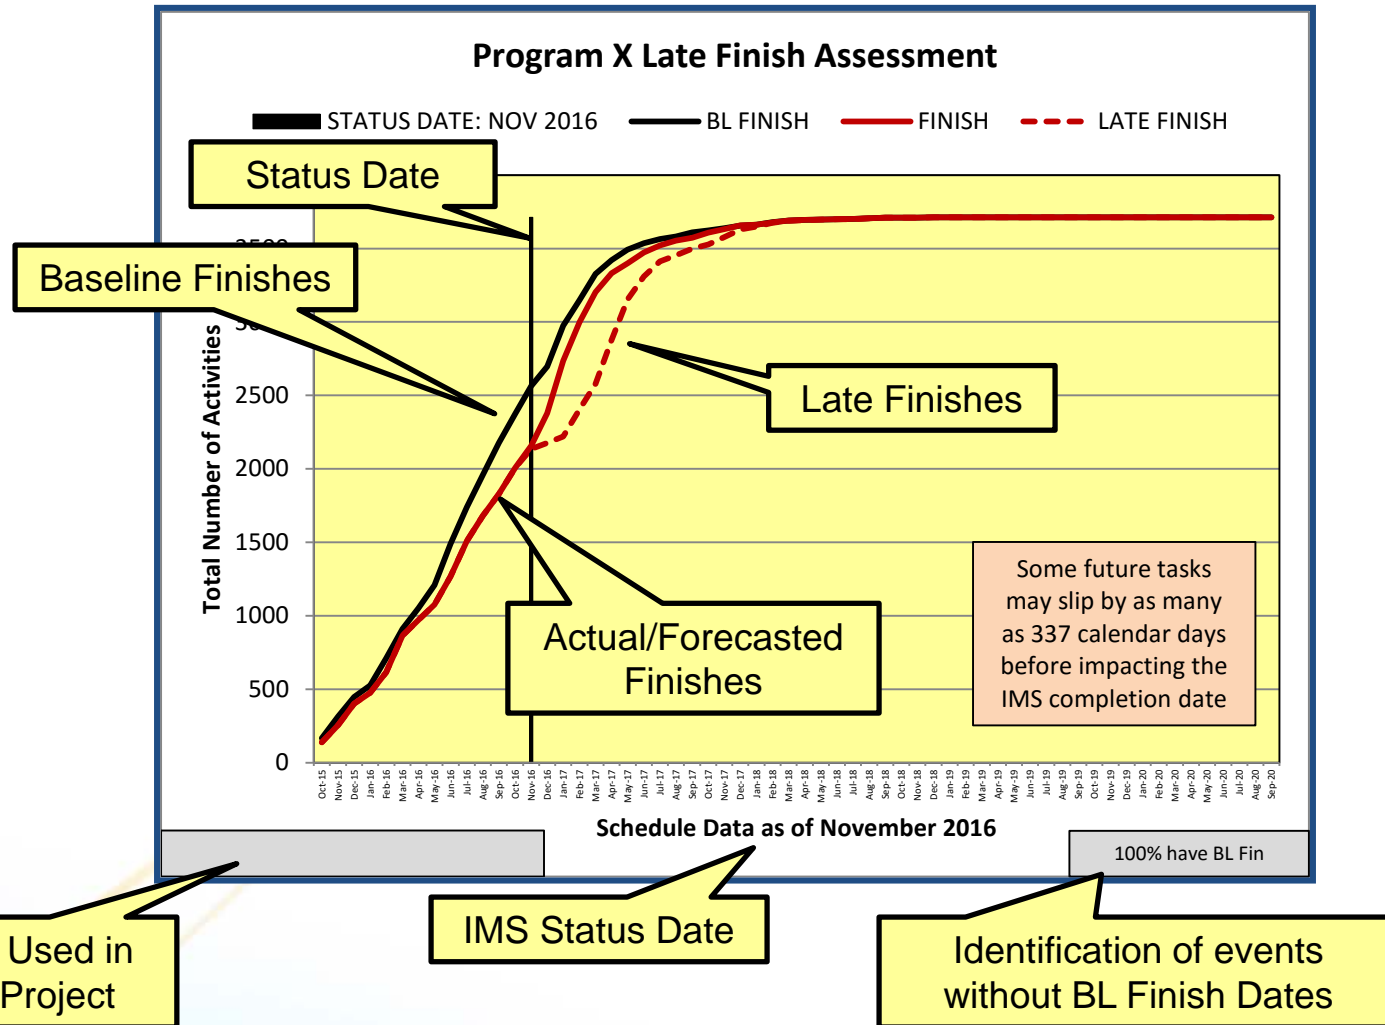 Program X Late Finish Assessment
STATUS DATE: NOV 2016 BL FINISH FINISH LATE FINISH
Status Date
Baseline Finishes
Late Finishes
Actual/Forecasted
Finishes
Some future tasks
may slip by as many
as 337 calendar days
before impacting the
IMS completion date
Total Number of Activities
2500
2000
1500
1000
500
0
Oct-15
Nov-15
Dec-15
Jan-16
Feb-16
Mar-16
Apr-16
May-16
Jun-16
Jul-16
Aug-16
Sep-16
Oct-16
Nov-16
Dec-16
Jan-17
Feb-17
Mar-17
Apr-17
May-17
Jun-17
Jul-17
Aug-17
Sep-17
Oct-17
Nov-17
Dec-17
Jan-18
Feb-18
Mar-18
Apr-18
May-18
Jun-18
Jul-18
Aug-18
Sep-18
Oct-18
Nov-18
Dec-18
Jan-19
Feb-19
Mar-19
Apr-19
May-19
Jun-19
Jul-19
Aug-19
Sep-19
Oct-19
Nov-19
Dec-19
Jan-20
Feb-20
Mar-20
Apr-20
May-20
Jun-20
Jul-20
Aug-20
Sep-20
Schedule Data as of November 2016
100% have BL Fin
Used in
Project
IMS Status Date
Identification of events
without BL Finish Dates